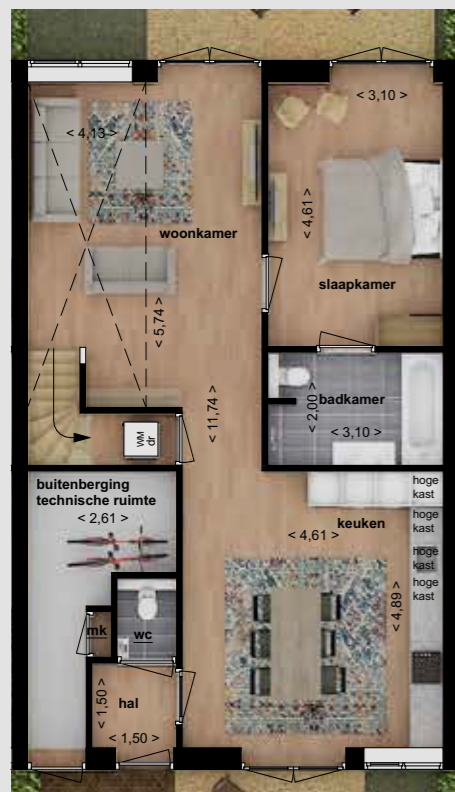 < 3,10 >
< 4,13 >
woonkamer
< 4,61 >
slaapkamer
< 5,74 >
< 11,74 >
badkamer
< 2,00 >
< 3,10 >
WM
dr
buitenberging
technische ruimte
< 2,61 >
hoge
kast
hoge
kast
hoge
kast
hoge
kast
keuken
< 4,61 >
< 4,89 >
mk
wc
hal
< 1,50 >
< 1,50 >